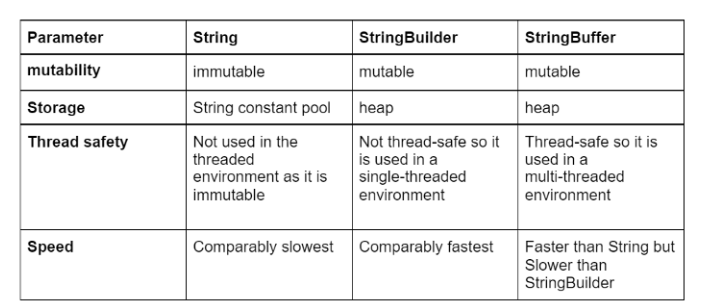 Parameter String StringBuilder StringBuffer
mutability immutable mutable mutable
Storage String constant pool heap heap
Thread safety Not used in the Not thread-safe so it Thread-safe so it is
threaded is used in a used in a
environment as it is single-threaded multi-threaded
immutable environment environment
Speed Comparably slowest Comparably fastest Faster than String but
Slower than
StringBuilder